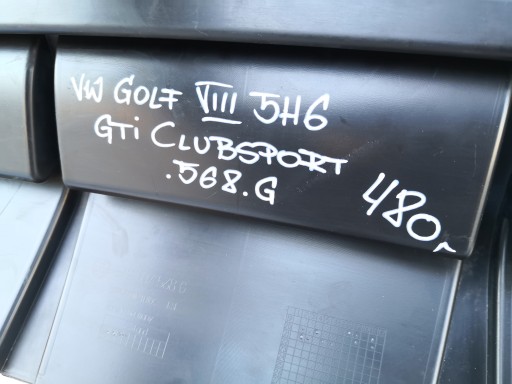 VW GOLF VIII 5H6
GTi CLUBSPORT
.568.G
480,-